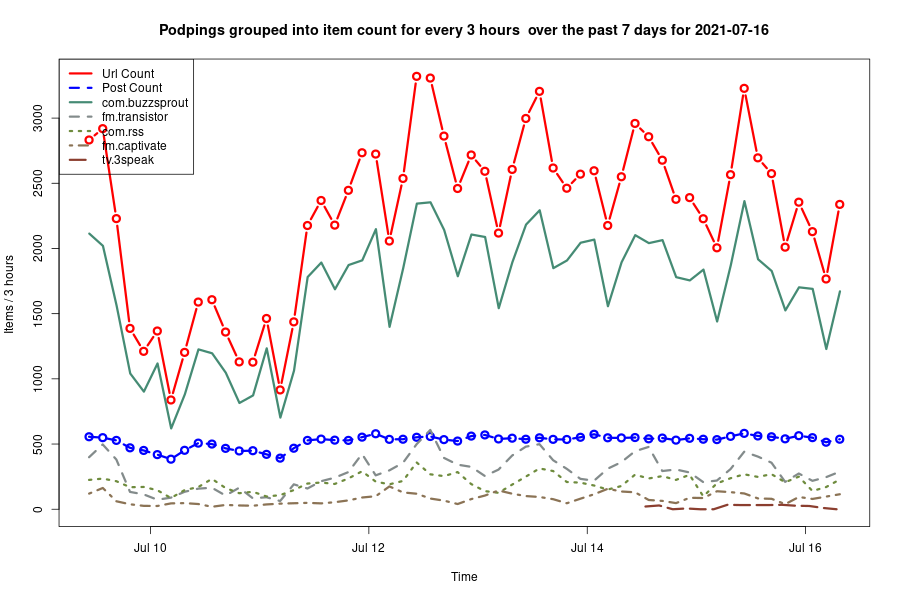 Podpings grouped into item count for every 3 hours  over the past 7 days for 2021-07-16
Url Count
Post Count
com.buzzsprout
fm.transistor
com.rss
fm.captivate
tv.3speak
Items / 3 hours
3000
2500
2000
1500
1000
500
0
Jul 10
Jul 12
Jul 14
Jul 16
Time